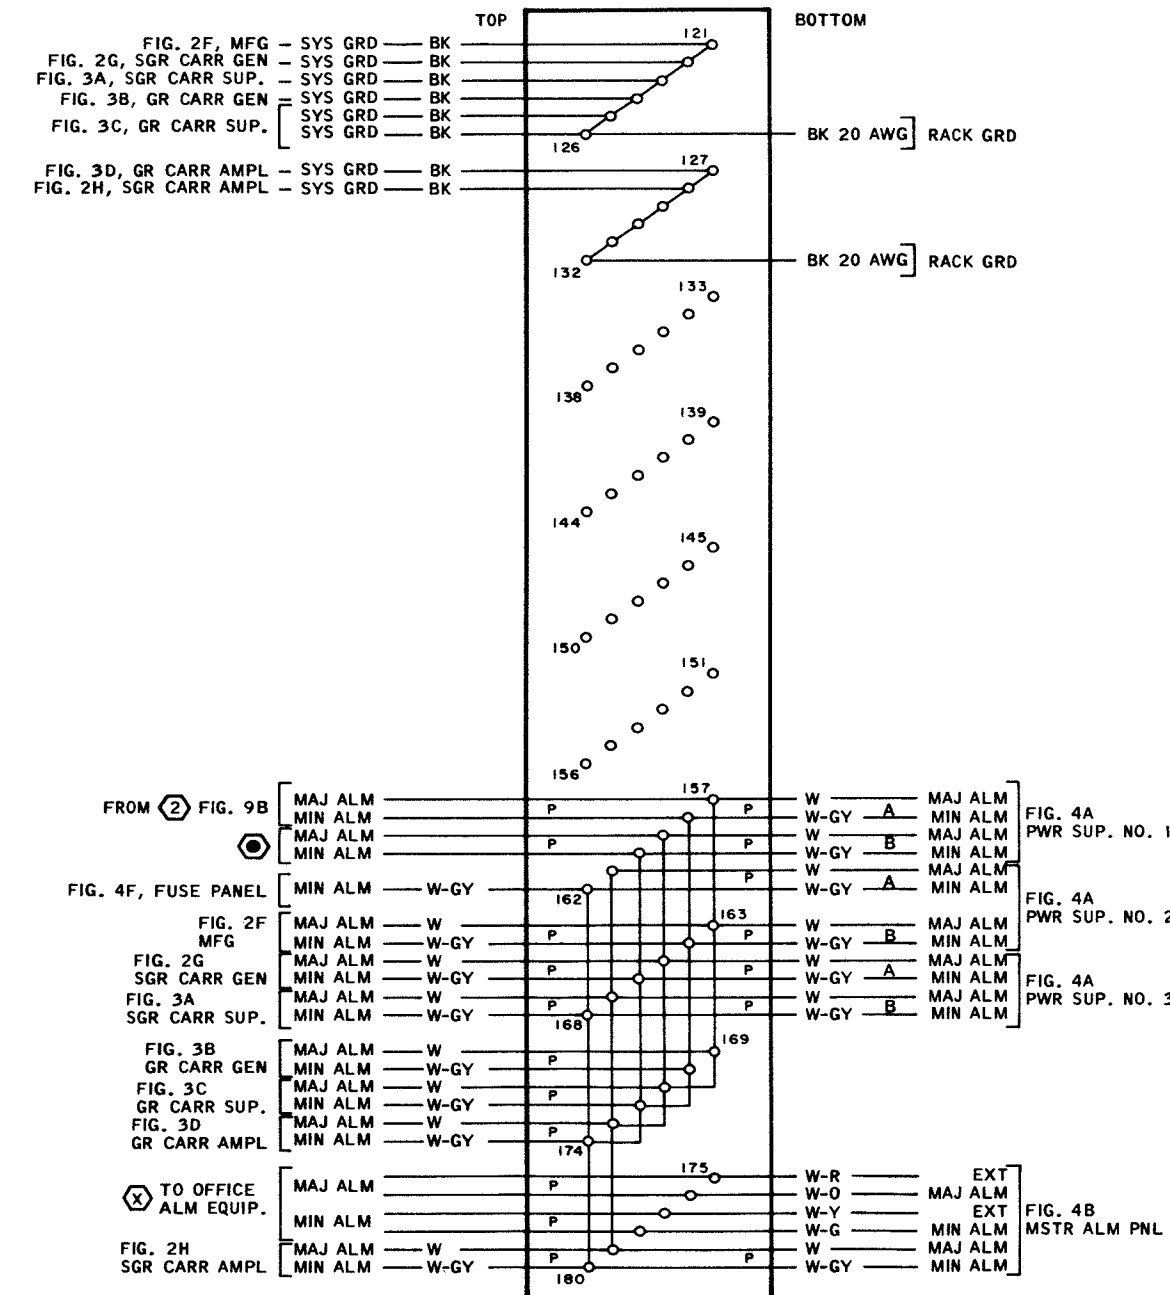 TOP BOTTOM
121
FIG. 2F, MFG – SYS GRD — BK
FIG. 2G, SGR CARR GEN – SYS GRD — BK
FIG. 3A, SGR CARR SUP. – SYS GRD — BK
FIG. 3B, GR CARR GEN – SYS GRD — BK
SYS GRD — BK
FIG. 3C, GR CARR SUP.
SYS GRD — BK BK 20 AWG RACK GRD
126
127
FIG. 3D, GR CARR AMPL – SYS GRD — BK
FIG. 2H, SGR CARR AMPL – SYS GRD — BK
BK 20 AWG RACK GRD
132
133
138
139
144
145
150
151
156
157
FROM 2 FIG. 9B
MAJ ALM P P W MAJ ALM
MIN ALM W-GY A MIN ALM
MAJ ALM P P W MAJ ALM
MIN ALM W-GY B MIN ALM
FIG. 4A
PWR SUP. NO. 1
P W MAJ ALM
FIG. 4F, FUSE PANEL MIN ALM W-GY W-GY A MIN ALM
162
163
FIG. 2F
MFG
MAJ ALM W P P W MAJ ALM
MIN ALM W-GY W-GY B MIN ALM
FIG. 4A
PWR SUP. NO. 2
FIG. 2G
SGR CARR GEN
MAJ ALM W P P W MAJ ALM
MIN ALM W-GY W-GY A MIN ALM
FIG. 3A
SGR CARR SUP.
MAJ ALM W P P W MAJ ALM
MIN ALM W-GY W-GY B MIN ALM
FIG. 4A
PWR SUP. NO. 3
168
169
FIG. 3B
GR CARR GEN
MAJ ALM W P
MIN ALM W-GY
FIG. 3C
GR CARR SUP.
MAJ ALM W P
MIN ALM W-GY
FIG. 3D
GR CARR AMPL
MAJ ALM W P
MIN ALM W-GY
174
175
X TO OFFICE
ALM EQUIP.
MAJ ALM P W-R EXT
W-O MAJ ALM
MIN ALM P W-Y EXT
W-G MIN ALM
FIG. 4B
MSTR ALM PNL
FIG. 2H
SGR CARR AMPL
MAJ ALM W P P W MAJ ALM
MIN ALM W-GY W-GY MIN ALM
180